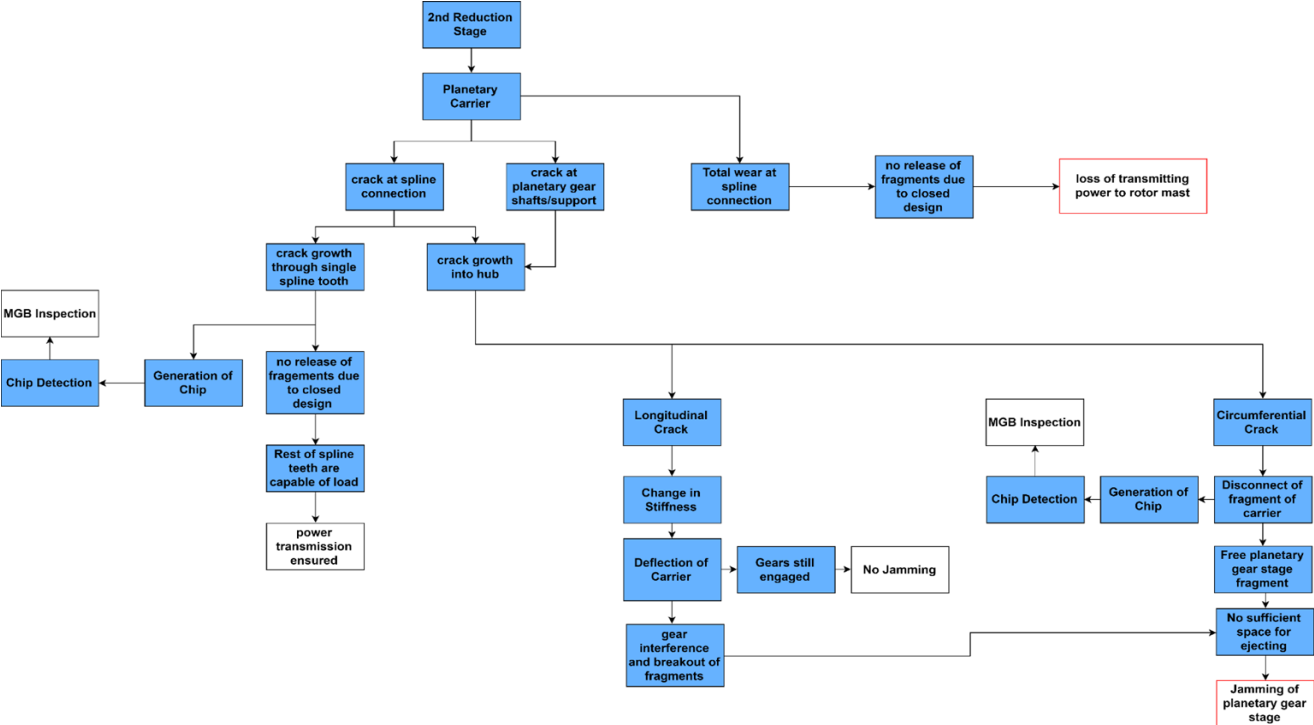 2nd Reduction
Stage
Planetary
Carrier
crack at spline
connection
crack at
planetary gear
shafts/support
Total wear at
spline
connection
no release of
fragments due
to closed
design
loss of transmitting
power to rotor mast
crack growth
through single
spline tooth
crack growth
into hub
MGB Inspection
Chip Detection
Generation of
Chip
no release of
fragements due
to closed
design
Rest of spline
teeth are
capable of load
power
transmission
ensured
Longitudinal
Crack
Change in
Stiffness
Deflection of
Carrier
Gears still
engaged
No Jamming
gear
interference
and breakout of
fragments
MGB Inspection
Chip Detection
Generation of
Chip
Circumferential
Crack
Disconnect of
fragment of
carrier
Free planetary
gear stage
fragment
No sufficient
space for
ejecting
Jamming of
planetary gear
stage